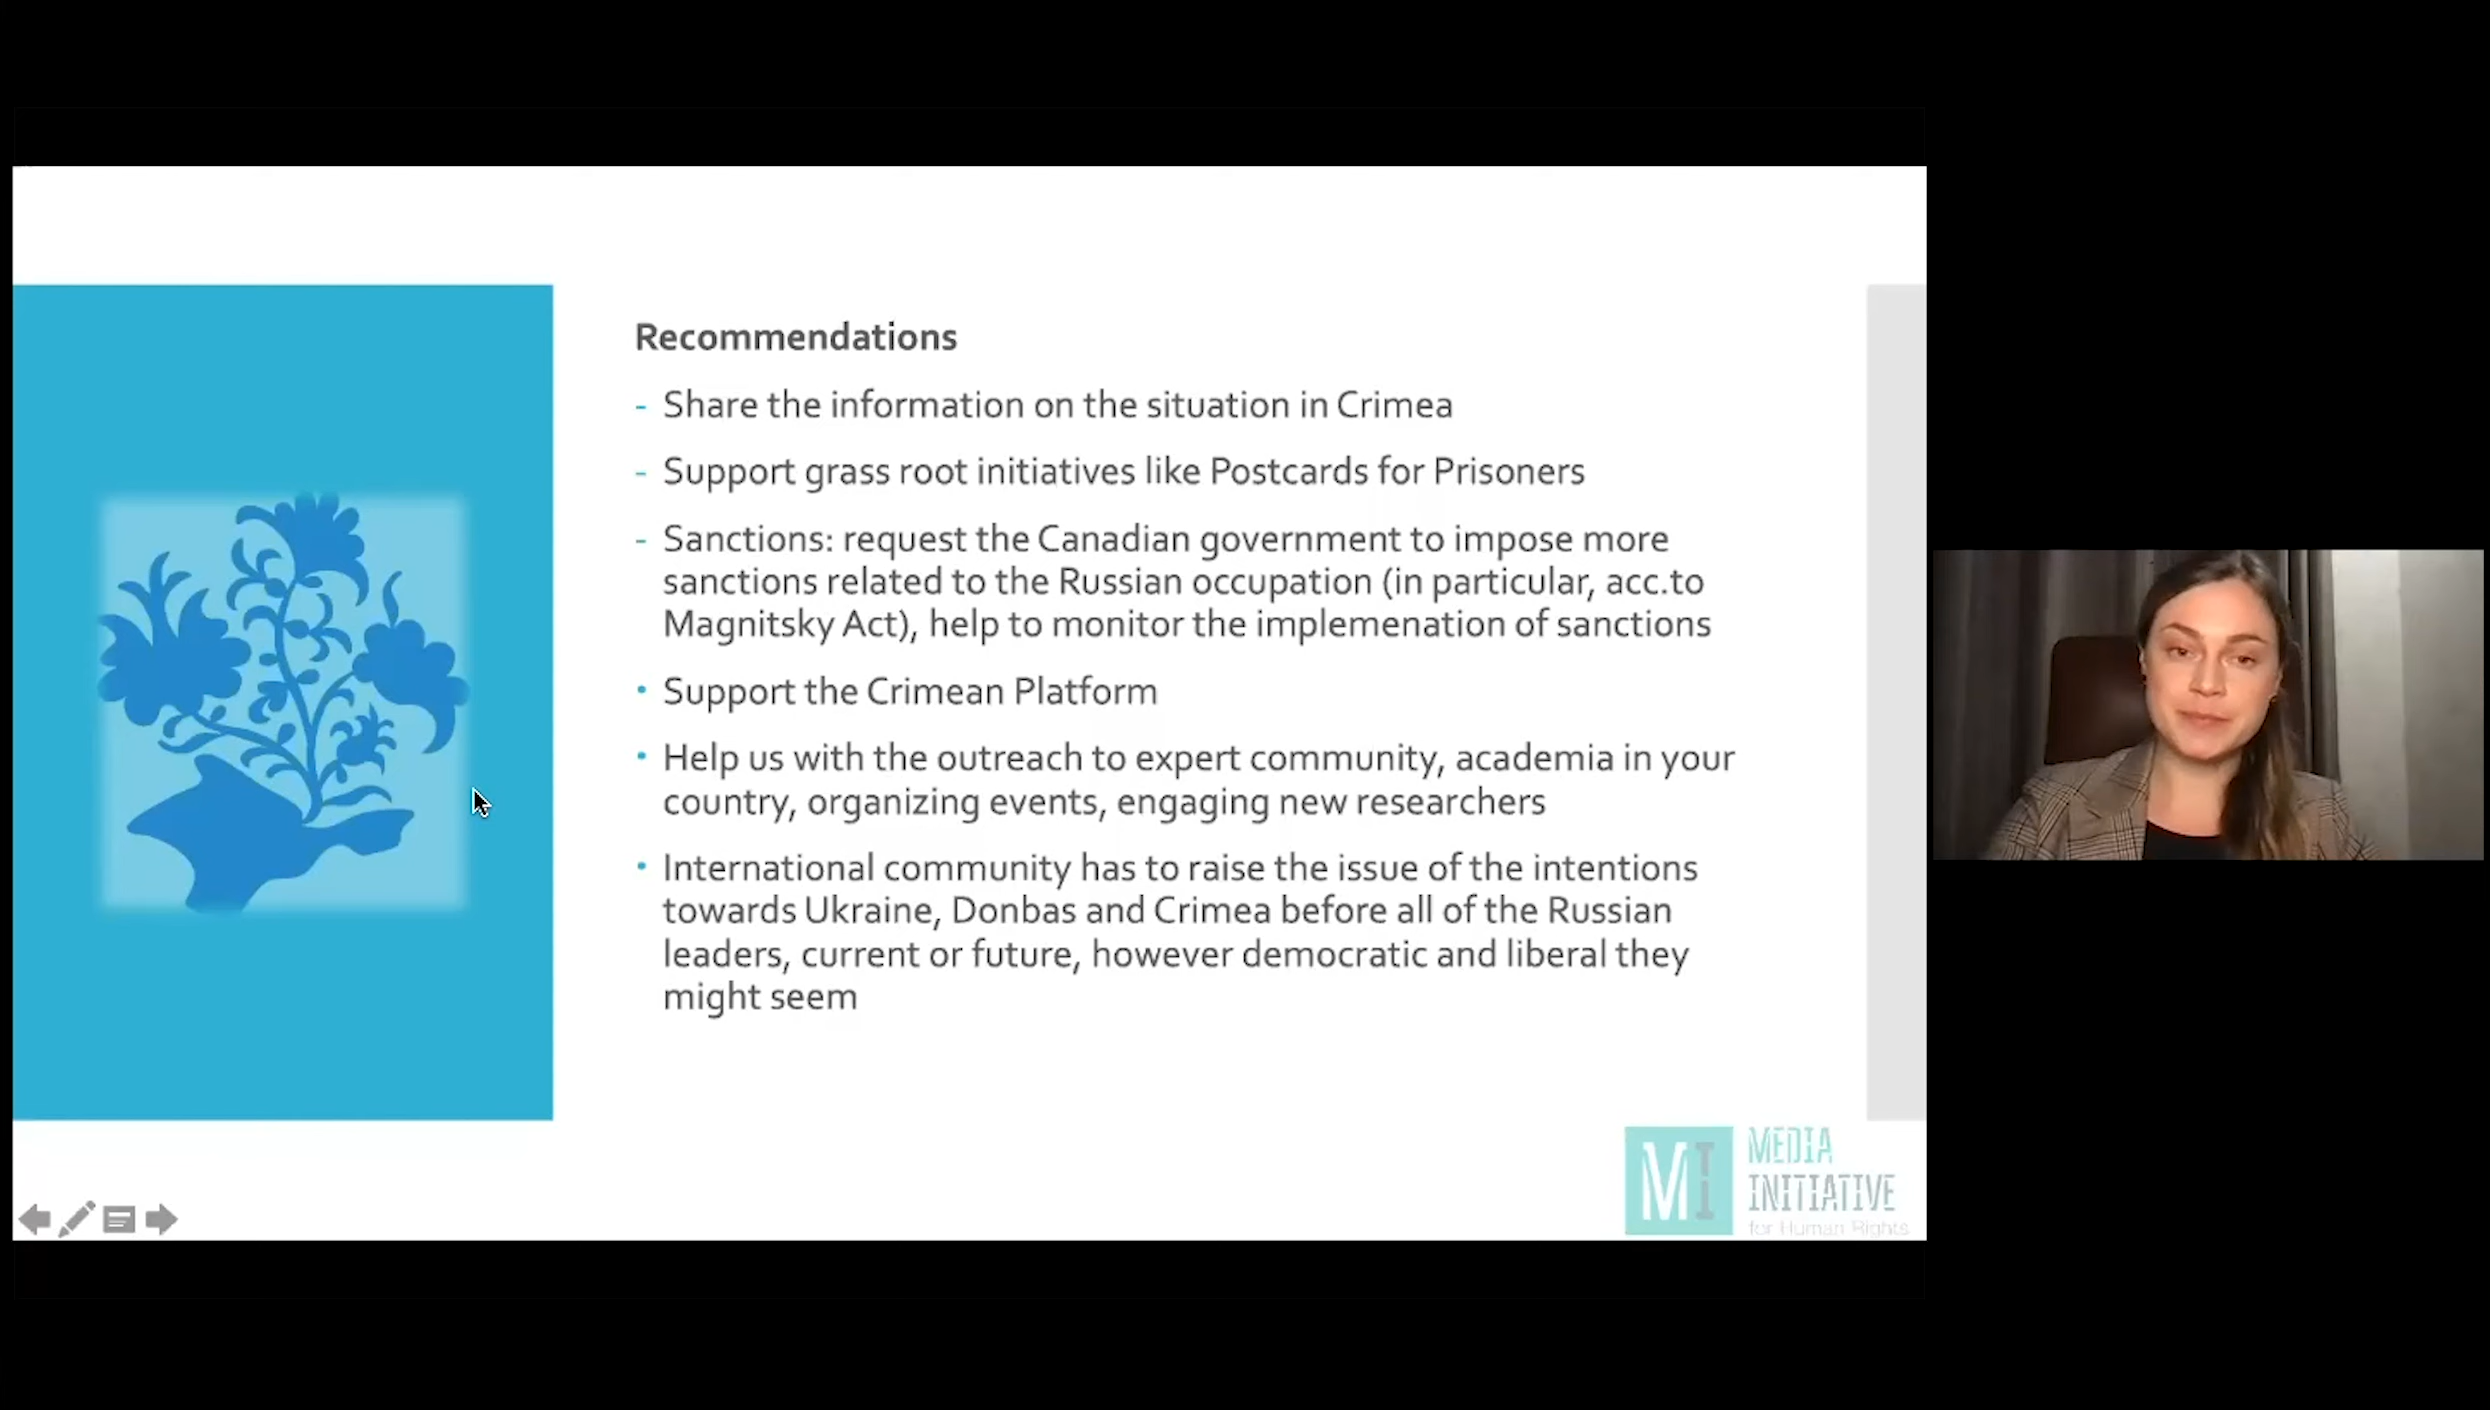 Recommendations
- Share the information on the situation in Crimea
- Support grass root initiatives like Postcards for Prisoners
- Sanctions: request the Canadian government to impose more
sanctions related to the Russian occupation (in particular, acc.to
Magnitsky Act), help to monitor the implemenation of sanctions
• Support the Crimean Platform
• Help us with the outreach to expert community, academia in your
country, organizing events, engaging new researchers
• International community has to raise the issue of the intentions
towards Ukraine, Donbas and Crimea before all of the Russian
leaders, current or future, however democratic and liberal they
might seem
MI
MEDIA
INITIATIVE
for Human Rights